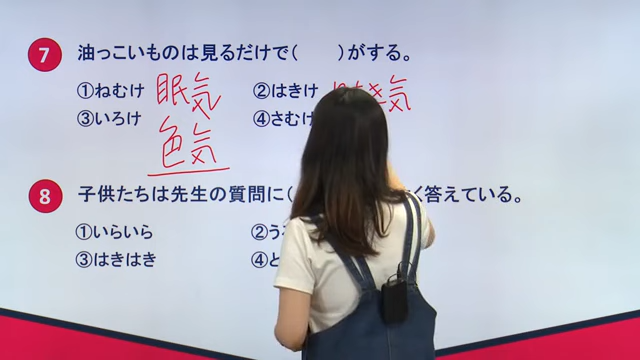 7 油っこいものは見るだけで(　　)がする。
①ねむけ 眠気 ②はきけ 気
③いろけ 色気 ④さむけ
8 子供たちは先生の質問に( く答えている。
①いらいら ②う
③はきはき ④